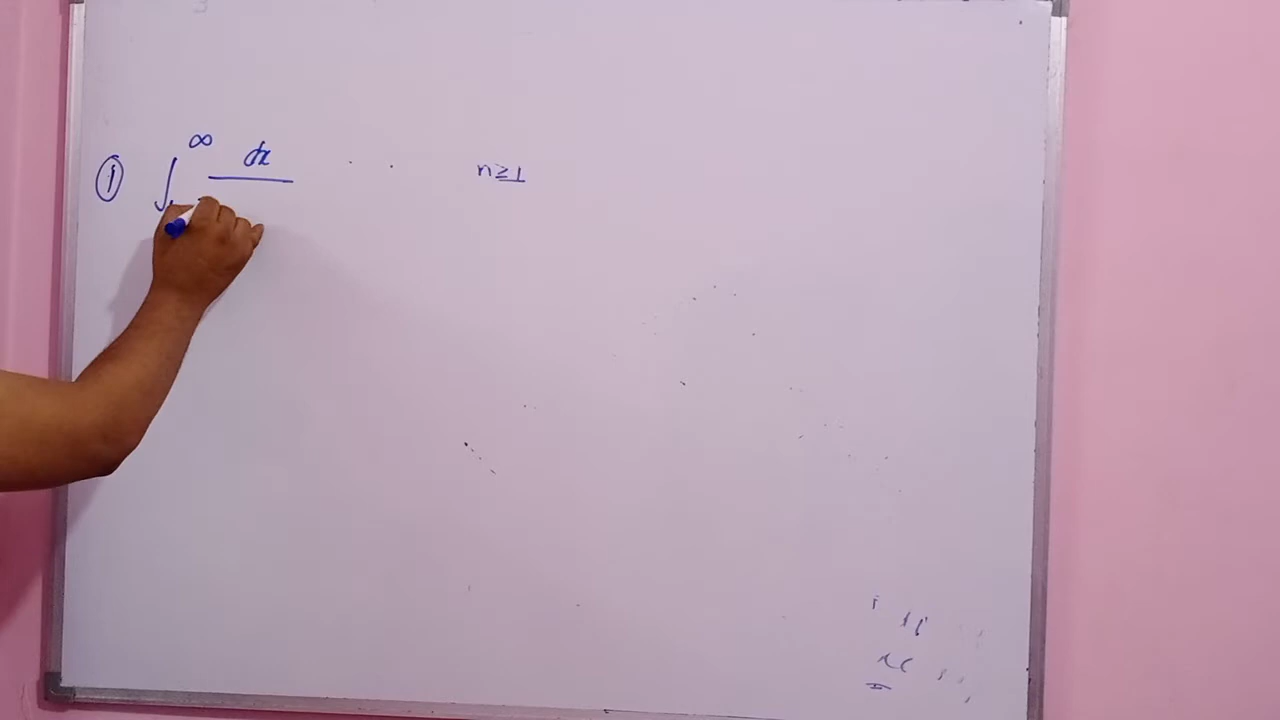 ① ∫ ∞ dx n ≥ 1